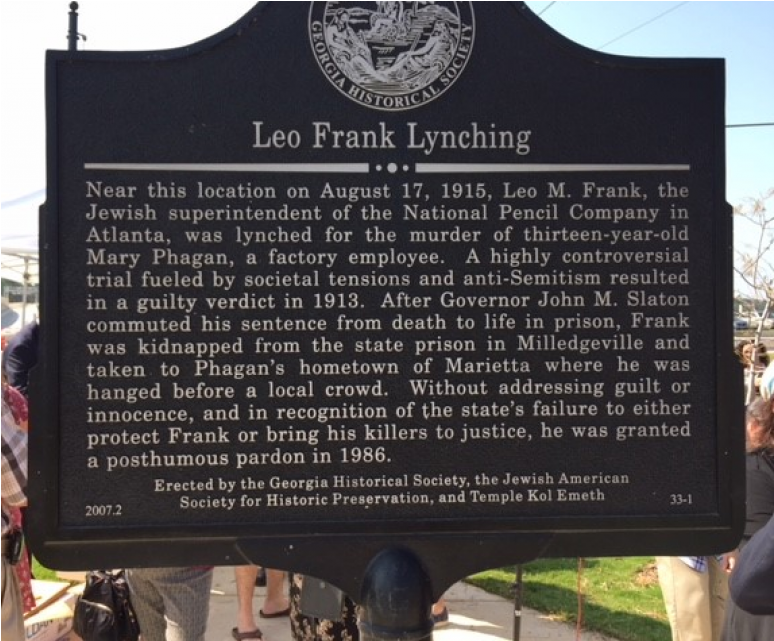 GEORGIA HISTORICAL SOCIETY
Leo Frank Lynching
Near this location on August 17, 1915, Leo M. Frank, the
Jewish superintendent of the National Pencil Company in
Atlanta, was lynched for the murder of thirteen-year-old
Mary Phagan, a factory employee. A highly controversial
trial fueled by societal tensions and anti-Semitism resulted
in a guilty verdict in 1913. After Governor John M. Slaton
commuted his sentence from death to life in prison, Frank
was kidnapped from the state prison in Milledgeville and
taken to Phagan's hometown of Marietta where he was
hanged before a local crowd. Without addressing guilt or
innocence, and in recognition of the state's failure to either
protect Frank or bring his killers to justice, he was granted
a posthumous pardon in 1986.
Erected by the Georgia Historical Society, the Jewish American
Society for Historic Preservation, and Temple Kol Emeth
2007.2
33-1